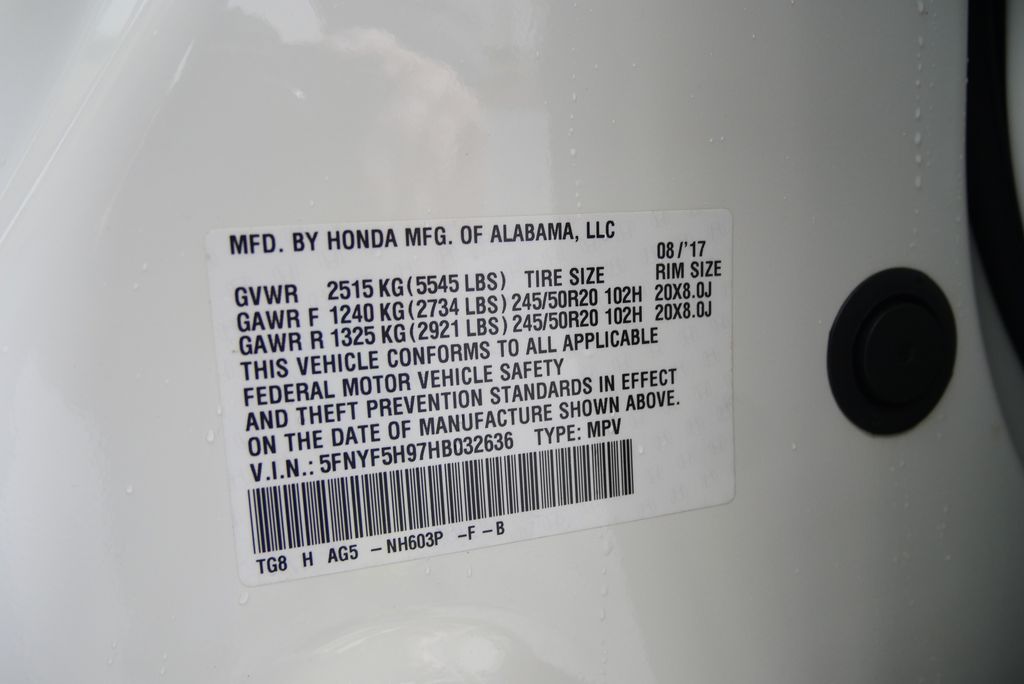 MFD. BY HONDA MFG. OF ALABAMA, LLC
08/'17
GVWR 2515 KG(5545 LBS) TIRE SIZE RIM SIZE
GAWR F 1240 KG(2734 LBS) 245/50R20 102H 20X8.0J
GAWR R 1325 KG(2921 LBS) 245/50R20 102H 20X8.0J
THIS VEHICLE CONFORMS TO ALL APPLICABLE
FEDERAL MOTOR VEHICLE SAFETY
AND THEFT PREVENTION STANDARDS IN EFFECT
ON THE DATE OF MANUFACTURE SHOWN ABOVE.
V.I.N.: 5FNYF5H97HB032636 TYPE: MPV
TG8 H AG5 -NH603P -F-B